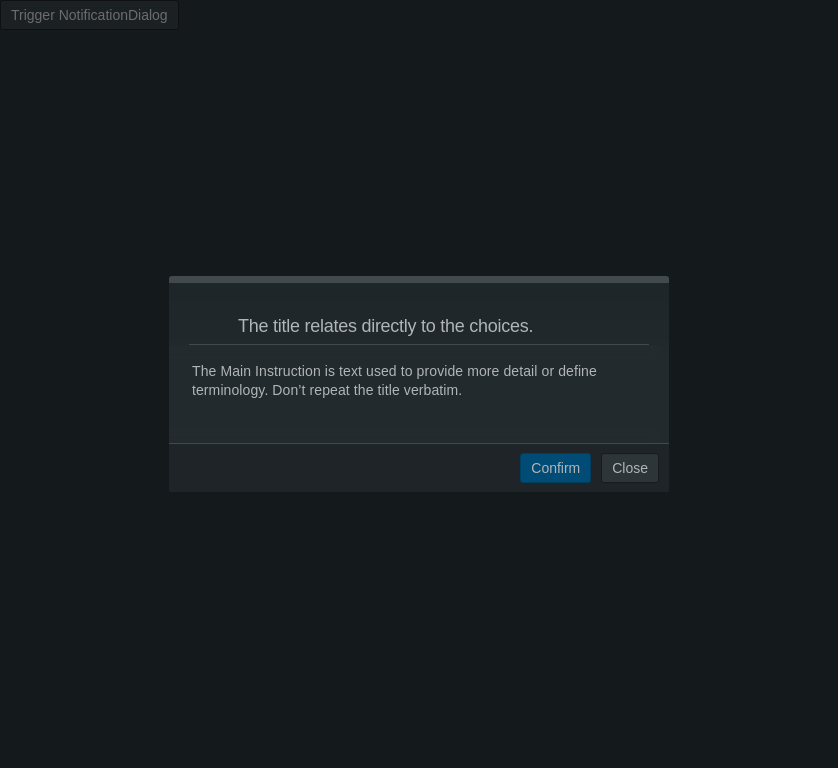 Trigger NotificationDialog
The title relates directly to the choices.
The Main Instruction is text used to provide more detail or define
terminology. Don’t repeat the title verbatim.
Confirm
Close